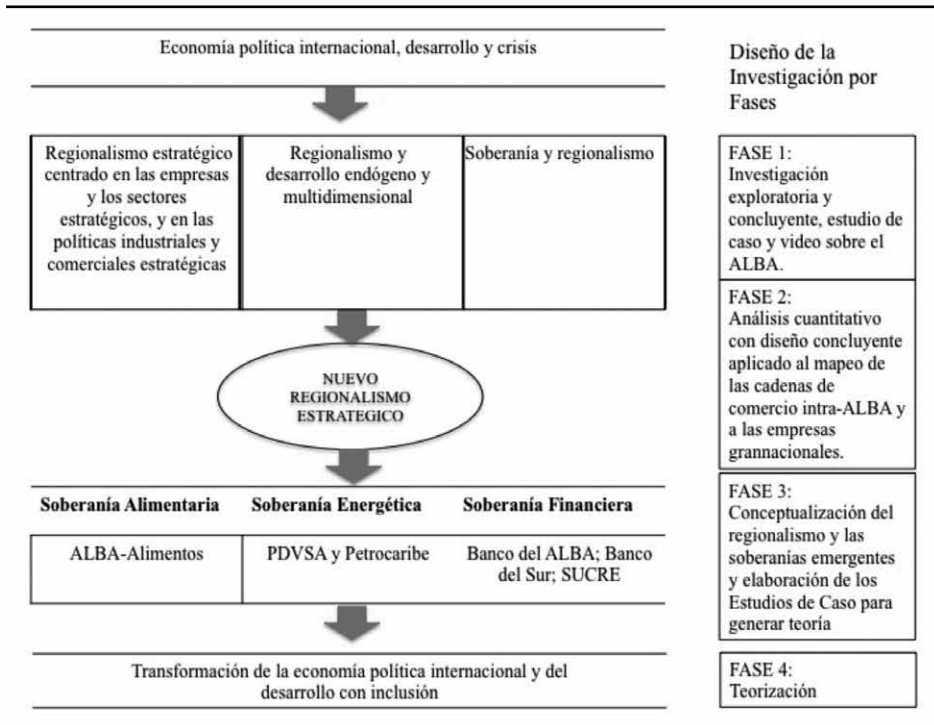 Economía política internacional, desarrollo y crisis
Regionalismo estratégico
centrado en las empresas
y los sectores
estratégicos, y en las
políticas industriales y
comerciales estratégicas
Regionalismo y
desarrollo endógeno y
multidimensional
Soberanía y regionalismo
NUEVO
REGIONALISMO
ESTRATEGICO
Soberanía Alimentaria
Soberanía Energética
Soberanía Financiera
ALBA-Alimentos
PDVSA y Petrocaribe
Banco del ALBA; Banco
del Sur; SUCRE
Transformación de la economía política internacional y del
desarrollo con inclusión
Diseño de la
Investigación por
Fases
FASE 1:
Investigación
exploratoria y
concluyente, estudio de
caso y video sobre el
ALBA.
FASE 2:
Análisis cuantitativo
con diseño concluyente
aplicado al mapeo de
las cadenas de
comercio intra-ALBA y
a las empresas
grannacionales.
FASE 3:
Conceptualización del
regionalismo y las
soberanías emergentes
y elaboración de los
Estudios de Caso para
generar teoría
FASE 4:
Teorización